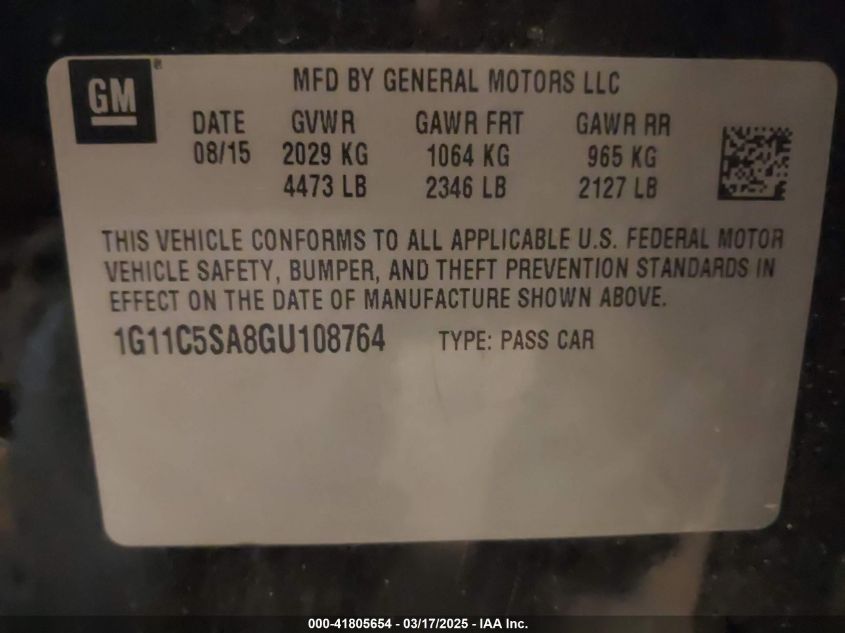 GM ®
MFD BY GENERAL MOTORS LLC
DATE GVWR GAWR FRT GAWR RR
08/15 2029 KG 1064 KG 965 KG
4473 LB 2346 LB 2127 LB
THIS VEHICLE CONFORMS TO ALL APPLICABLE U.S. FEDERAL MOTOR
VEHICLE SAFETY, BUMPER, AND THEFT PREVENTION STANDARDS IN
EFFECT ON THE DATE OF MANUFACTURE SHOWN ABOVE.
1G11C5SA8GU108764 TYPE: PASS CAR
000-41805654 - 03/17/2025 - IAA Inc.